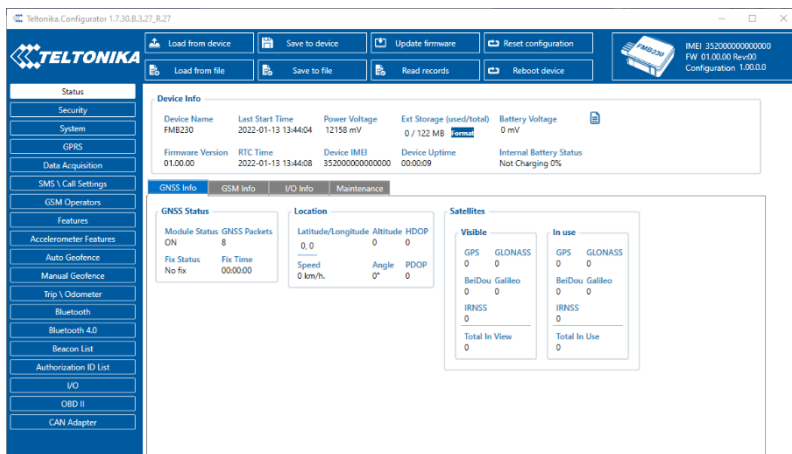 Teltonika.Configurator 1.7.30.B.3.27_R.27
TELTONIKA
Load from device
Save to device
Update firmware
Reset configuration
Load from file
Save to file
Read records
Reboot device
FMB230
IMEI 352000000000000
FW 01.00.00 Rev:00
Configuration 1.00.0.0
Status
Security
System
GPRS
Data Acquisition
SMS \ Call Settings
GSM Operators
Features
Accelerometer Features
Auto Geofence
Manual Geofence
Trip \ Odometer
Bluetooth
Bluetooth 4.0
Beacon List
Authorization ID List
I/O
OBD II
CAN Adapter
Device Info
Device Name Last Start Time Power Voltage Ext Storage (used/total) Battery Voltage
FMB230 2022-01-13 13:44:04 12158 mV 0 / 122 MB Format 0 mV
Firmware Version RTC Time Device IMEI Device Uptime Internal Battery Status
01.00.00 2022-01-13 13:44:08 352000000000000 00:00:09 Not Charging 0%
GNSS Info GSM Info I/O Info Maintenance
GNSS Status
Module Status GNSS Packets
ON 8
Fix Status Fix Time
No fix 00:00:00
Location
Latitude/Longitude Altitude HDOP
0, 0 0 0
Speed Angle PDOP
0 km/h. 0° 0
Satellites
Visible
GPS GLONASS
0 0
BeiDou Galileo
0 0
IRNSS
0
Total In View
0
In use
GPS GLONASS
0 0
BeiDou Galileo
0 0
IRNSS
0
Total In Use
0